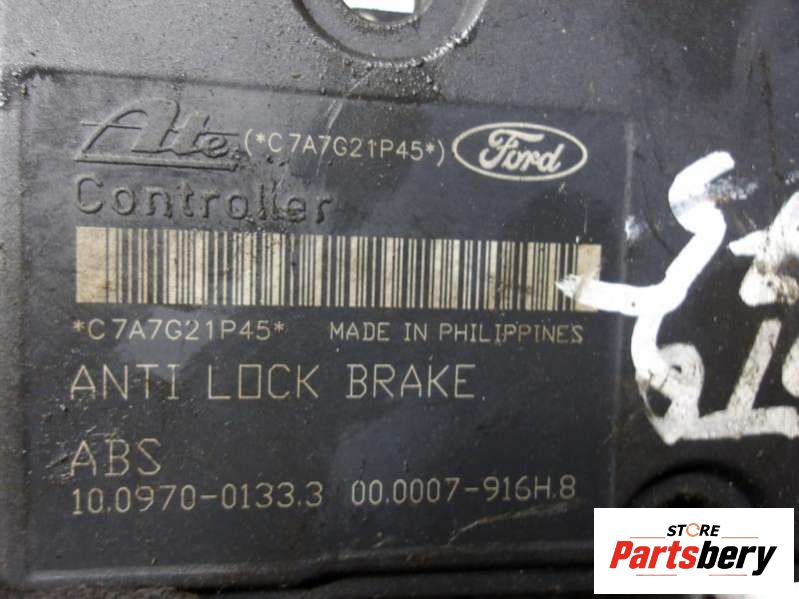 Ate (*C7A7G21P45*) Ford
Controller
*C7A7G21P45* MADE IN PHILIPPINES
ANTI LOCK BRAKE
ABS
10.0970-0133.3 00.0007-916H.8
STORE
Partsbery